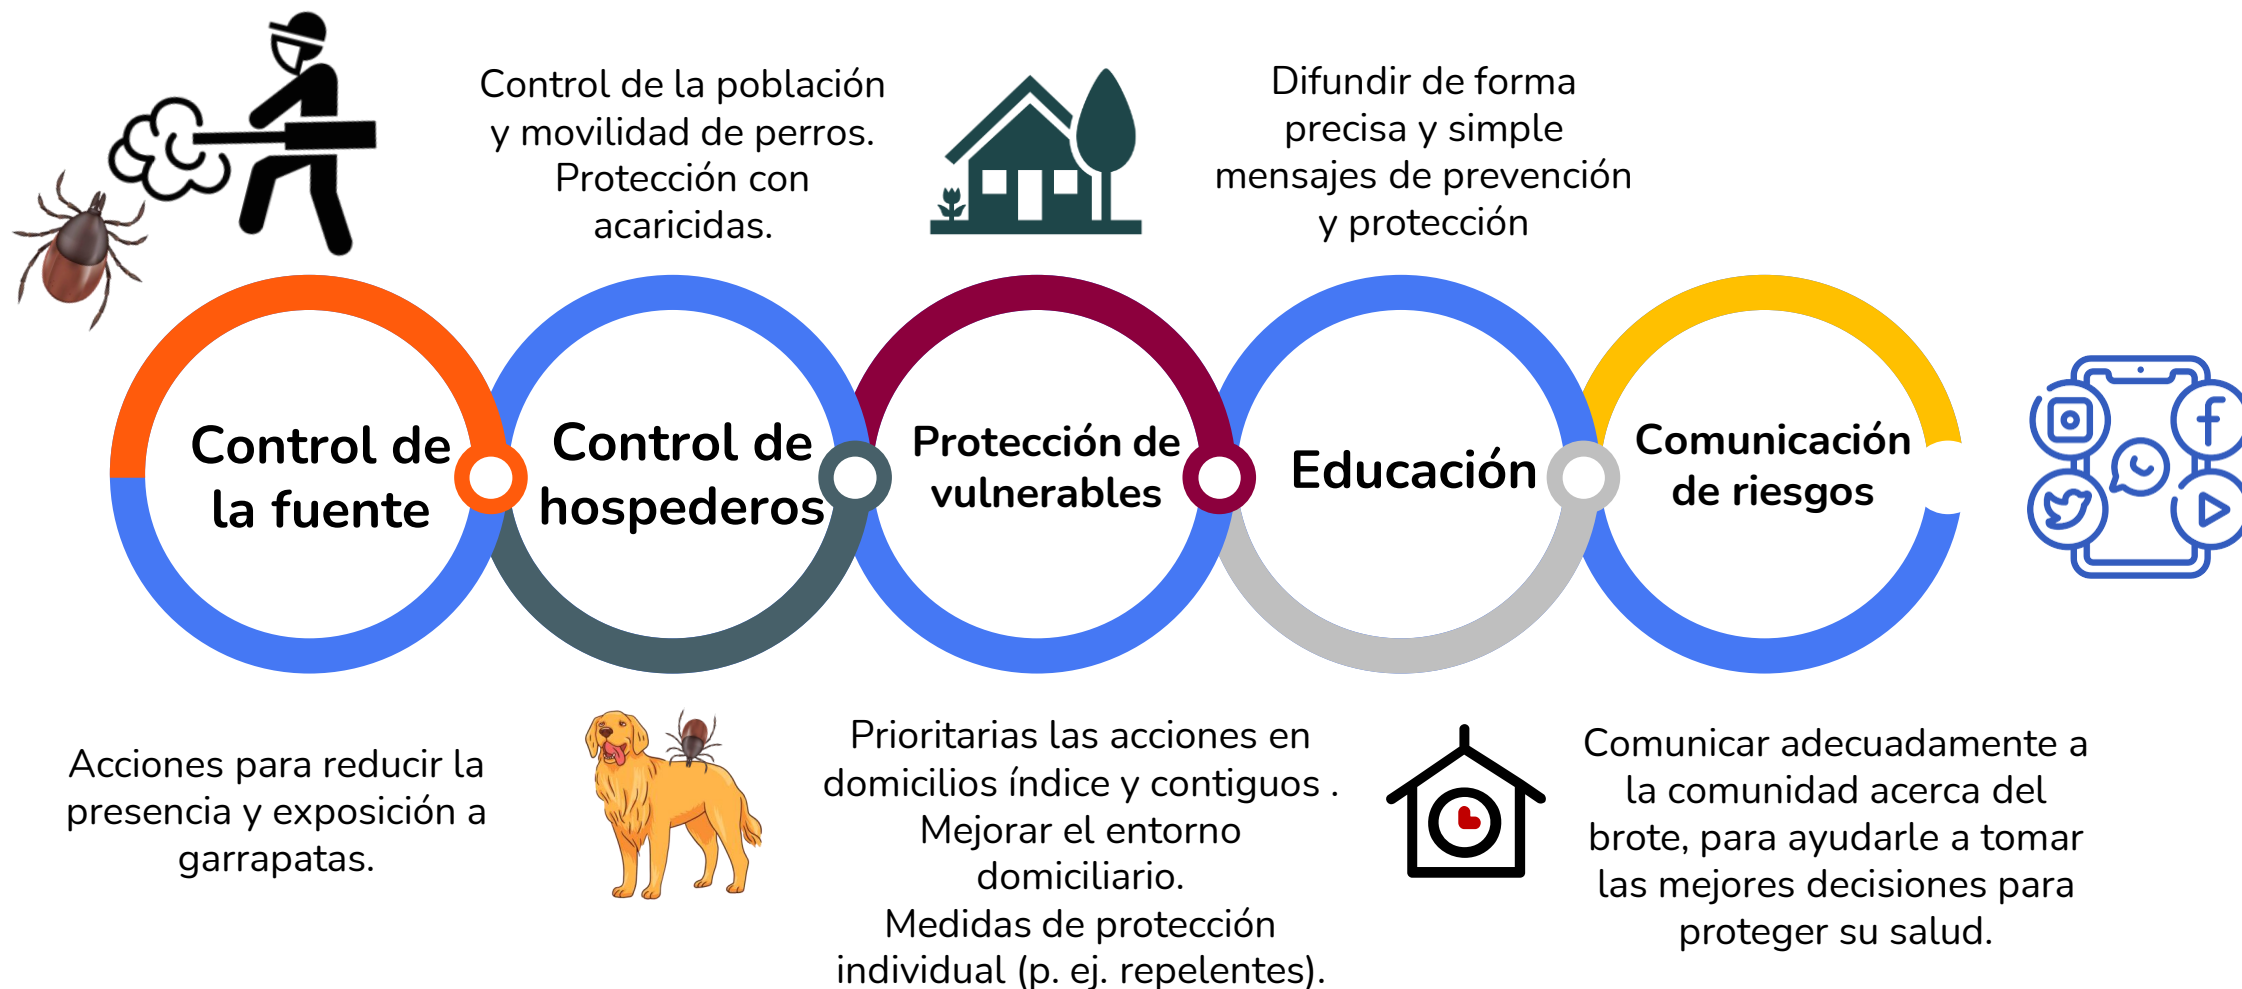 Control de la población
y movilidad de perros.
Protección con
acaricidas.
Difundir de forma
precisa y simple
mensajes de prevención
y protección
Control de
la fuente
Control de
hospederos
Protección de
vulnerables
Educación
Comunicación
de riesgos
Acciones para reducir la
presencia y exposición a
garrapatas.
Prioritarias las acciones en
domicilios índice y contiguos .
Mejorar el entorno
domiciliario.
Medidas de protección
individual (p. ej. repelentes).
Comunicar adecuadamente a
la comunidad acerca del
brote, para ayudarle a tomar
las mejores decisiones para
proteger su salud.